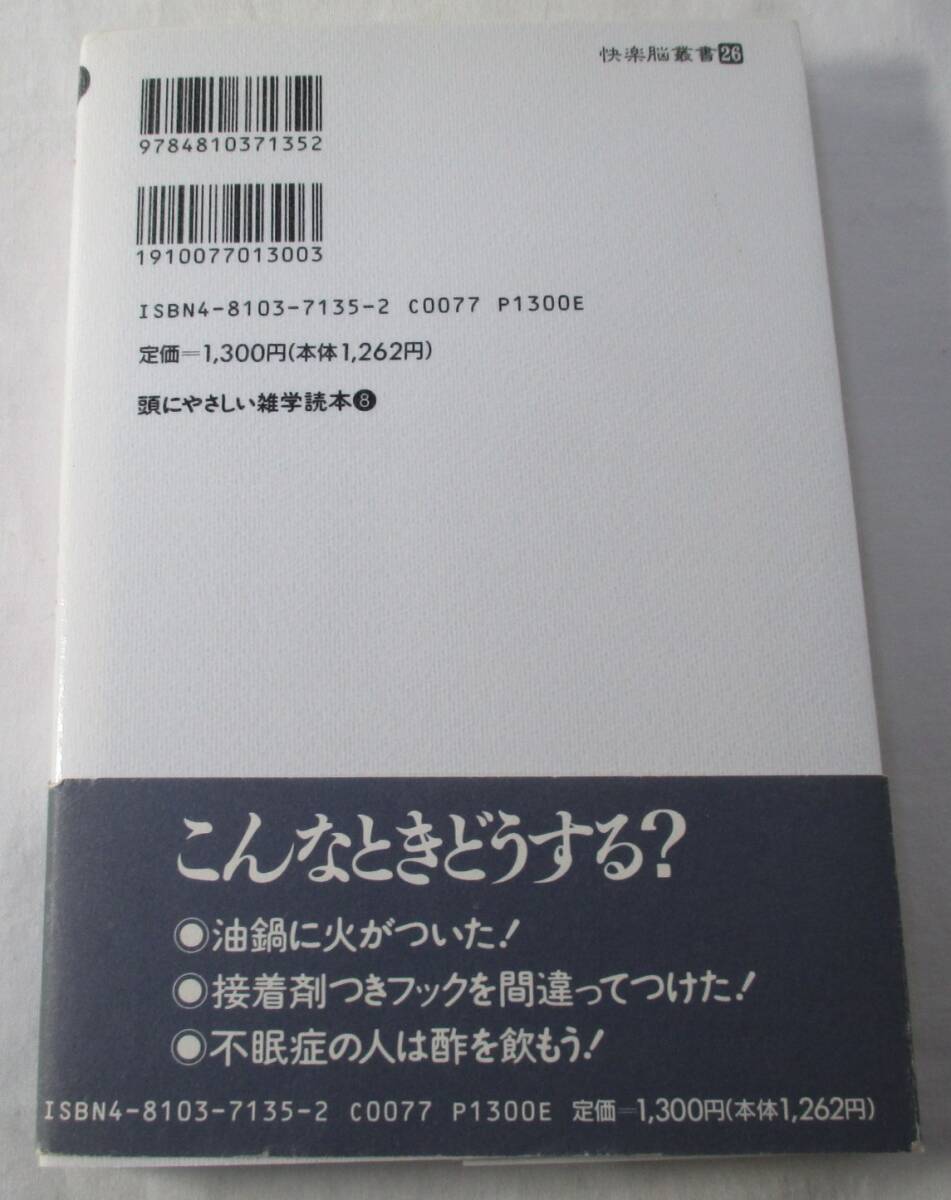 快楽脳叢書26
9784810371352
1910077013003
ISBN4-8103-7135-2 C0077 P1300E
定価=1,300円(本体1,262円)
頭にやさしい雑学読本❽
こんなときどうする?
◉油鍋に火がついた!
◉接着剤つきフックを間違ってつけた!
◉不眠症の人は酢を飲もう!
ISBN4-8103-7135-2 C0077 P1300E 定価=1,300円(本体1,262円)